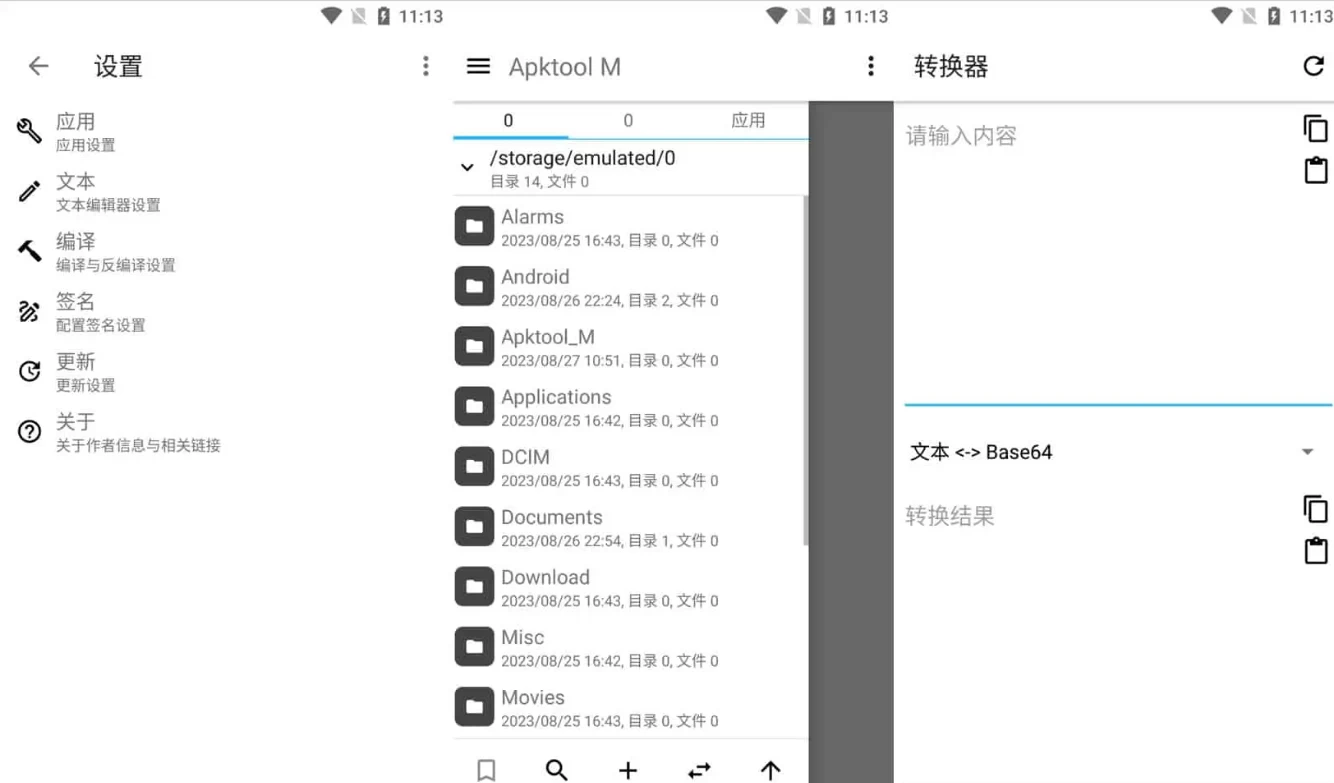 11:13
设置
应用
应用设置
文本
文本编辑器设置
编译
编译与反编译设置
签名
配置签名设置
更新
更新设置
关于
关于作者信息与相关链接
11:13
Apktool M
0
0
应用
/storage/emulated/0
目录 14, 文件 0
Alarms
2023/08/25 16:43, 目录 0, 文件 0
Android
2023/08/26 22:24, 目录 2, 文件 0
Apktool_M
2023/08/27 10:51, 目录 0, 文件 0
Applications
2023/08/25 16:42, 目录 0, 文件 0
DCIM
2023/08/25 16:43, 目录 0, 文件 0
Documents
2023/08/26 22:54, 目录 1, 文件 0
Download
2023/08/25 16:43, 目录 0, 文件 0
Misc
2023/08/25 16:42, 目录 0, 文件 0
Movies
2023/08/25 16:43, 目录 0, 文件 0
11:13
转换器
请输入内容
文本 <-> Base64
转换结果